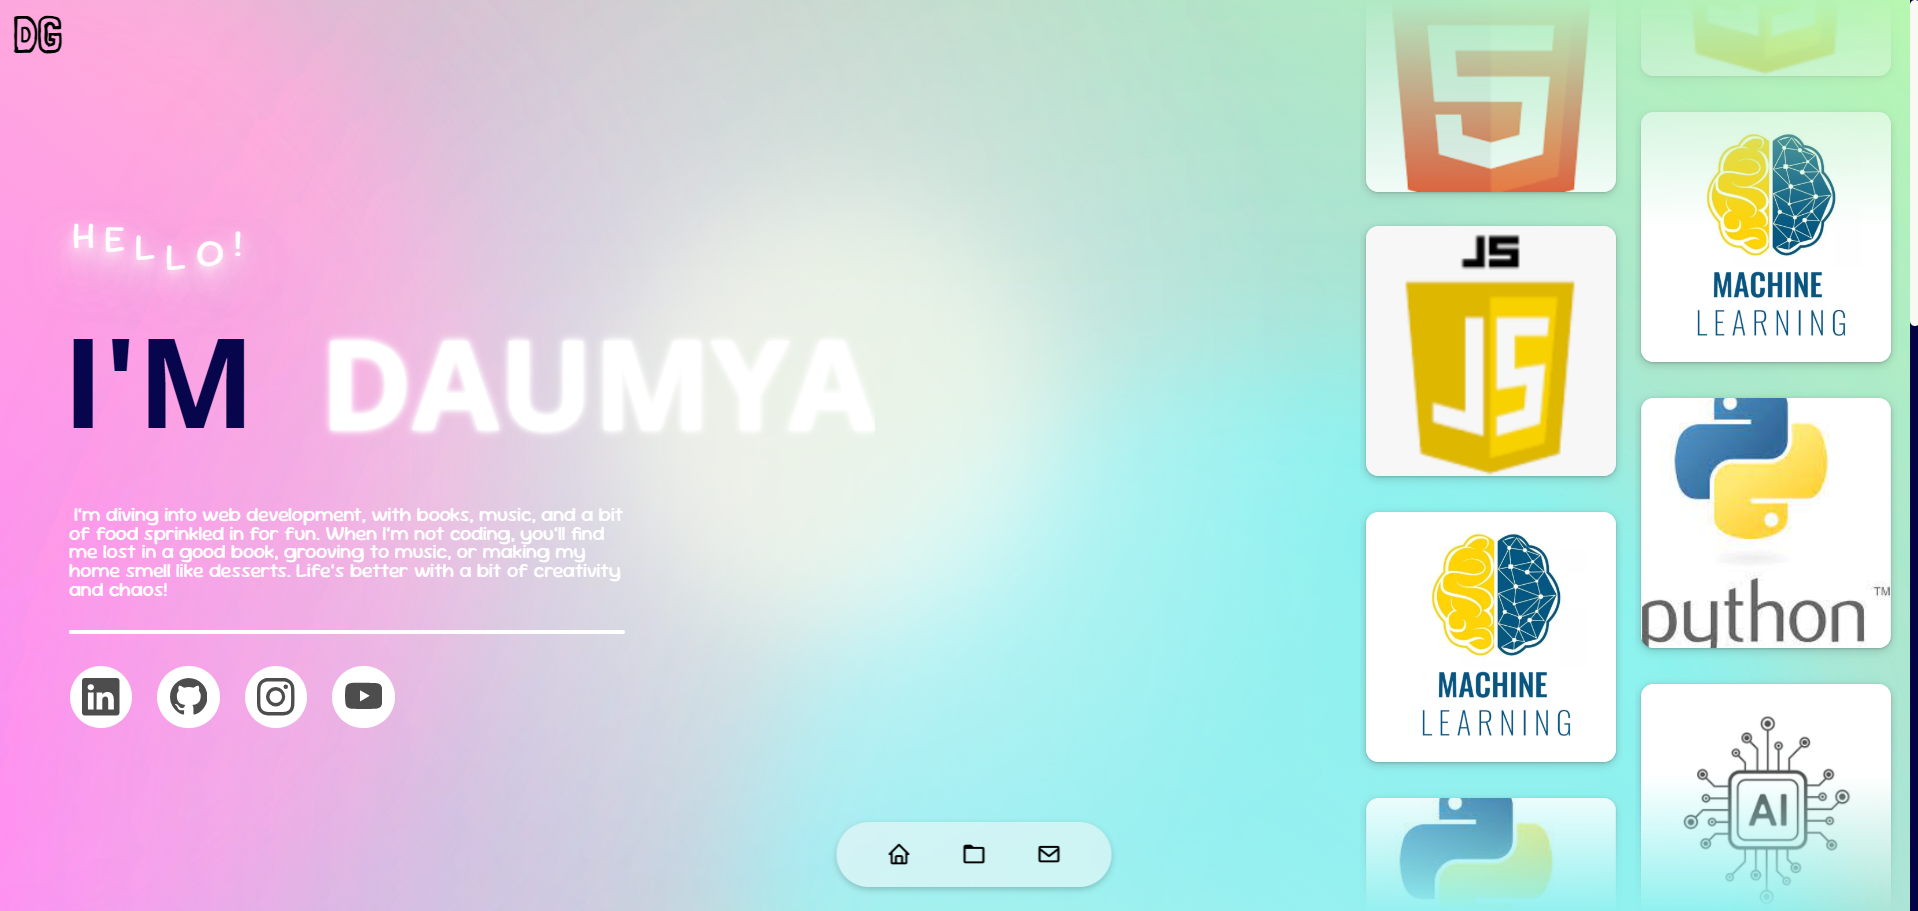 DG
HELLO!
I'M DAUMYA
I'm diving into web development, with books, music, and a bit
of food sprinkled in for fun. When I'm not coding, you'll find
me lost in a good book, grooving to music, or making my
home smell like desserts. Life's better with a bit of creativity
and chaos!
in
5
JS
JS
MACHINE
LEARNING
MACHINE
LEARNING
python™
AI